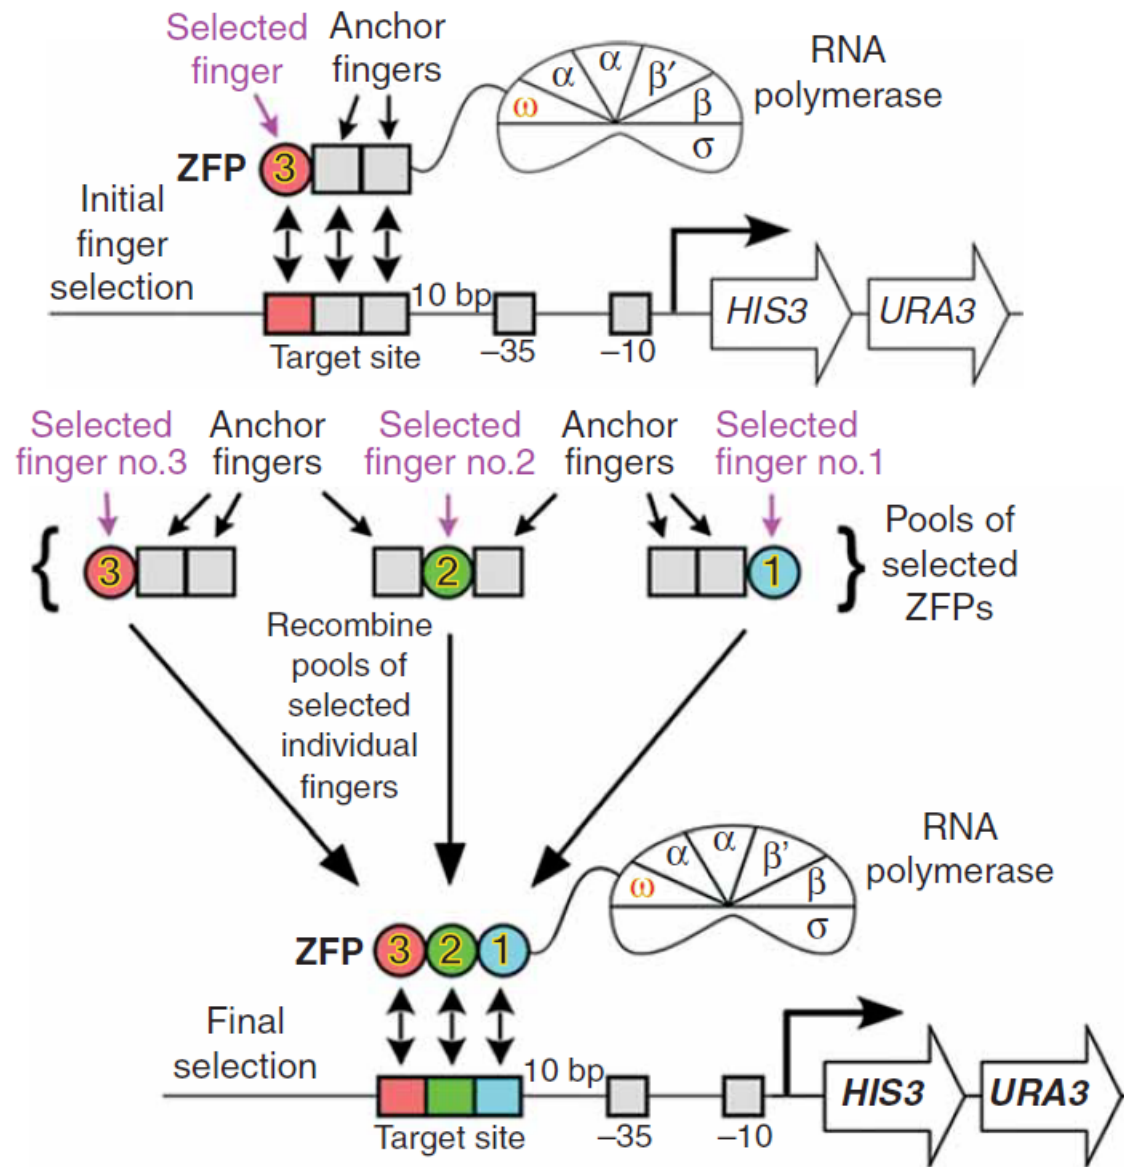 Selected
finger
Anchor
fingers
RNA
polymerase
ω
α
α
β′
β
σ
ZFP
3
Initial
finger
selection
10 bp
HIS3
URA3
Target site
–35
–10
Selected
finger no.3
Anchor
fingers
Selected
finger no.2
Anchor
fingers
Selected
finger no.1
{
3
2
1
}
Pools of
selected
ZFPs
Recombine
pools of
selected
individual
fingers
RNA
polymerase
ω
α
α
β’
β
σ
ZFP
3
2
1
Final
selection
10 bp
HIS3
URA3
Target site
–35
–10